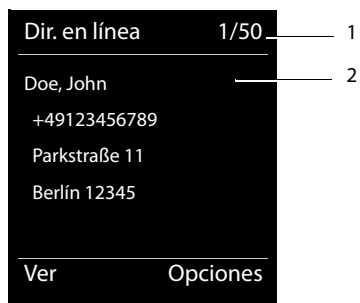 Dir. en línea 1/50 1
2
Doe, John
+49123456789
Parkstraße 11
Berlín 12345
Ver Opciones